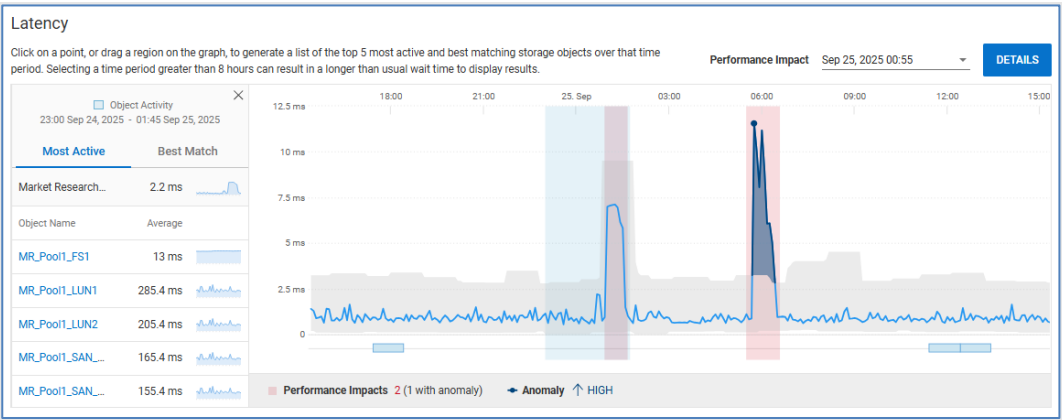 Latency
Click on a point, or drag a region on the graph, to generate a list of the top 5 most active and best matching storage objects over that time
period. Selecting a time period greater than 8 hours can result in a longer than usual wait time to display results.
Performance Impact Sep 25, 2025 00:55
DETAILS
Object Activity
23:00 Sep 24, 2025 - 01:45 Sep 25, 2025
Most Active Best Match
Market Research... 2.2 ms
Object Name Average
MR_Pool1_FS1 13 ms
MR_Pool1_LUN1 285.4 ms
MR_Pool1_LUN2 205.4 ms
MR_Pool1_SAN_... 165.4 ms
MR_Pool1_SAN_... 155.4 ms
18:00 21:00 25. Sep 03:00 06:00 09:00 12:00 15:00
12.5 ms
10 ms
7.5 ms
5 ms
2.5 ms
0
Performance Impacts 2 (1 with anomaly) Anomaly HIGH